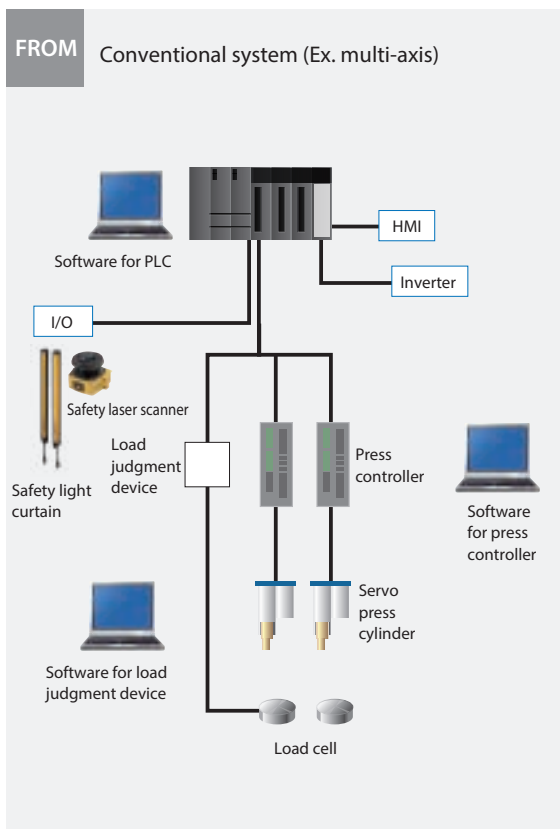 FROM
Conventional system (Ex. multi-axis)
Software for PLC
HMI
Inverter
I/O
Safety laser scanner
Safety light
curtain
Load
judgment
device
Press
controller
Software
for press
controller
Servo
press
cylinder
Software for load
judgment device
Load cell